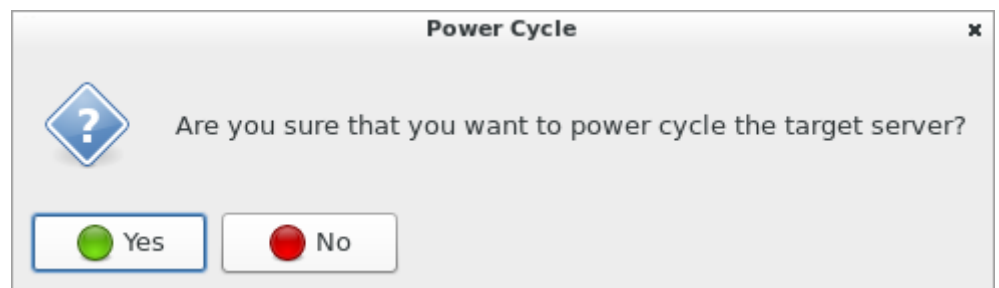 Power Cycle
Are you sure that you want to power cycle the target server?
Yes
No